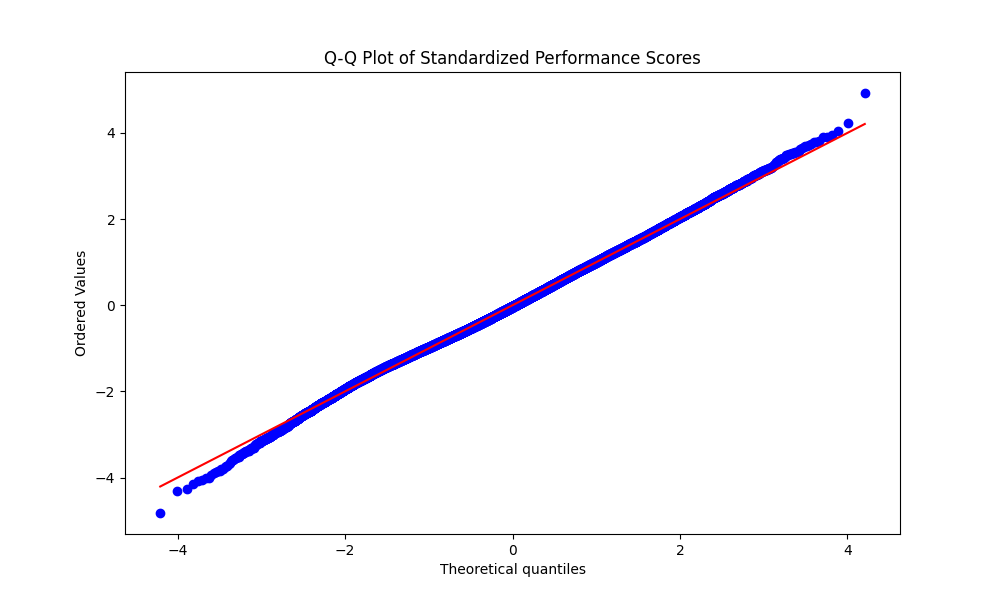 Q-Q Plot of Standardized Performance Scores
4
2
0
−2
−4
Ordered Values
−4 −2 0 2 4
Theoretical quantiles